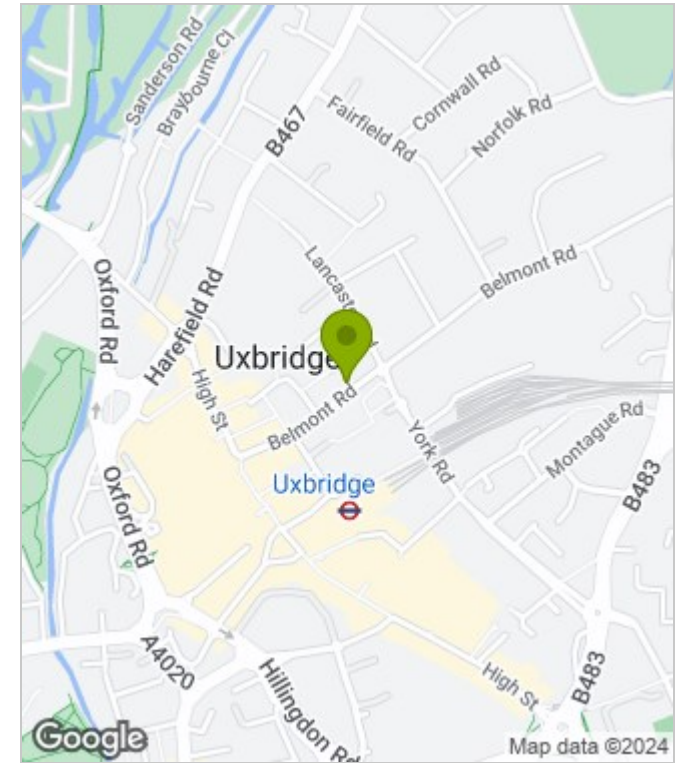 Sanderson Rd
Braybourne Cl
B467
Cornwall Rd
Fairfield Rd
Norfolk Rd
Lancaste
Belmont Rd
Oxford Rd
Harefield Rd
Uxbridge
High St
Belmont Rd
York Rd
Montague Rd
B483
Uxbridge
Oxford Rd
A4020
Hillingdon Rd
High St
B483
Google
Map data ©2024